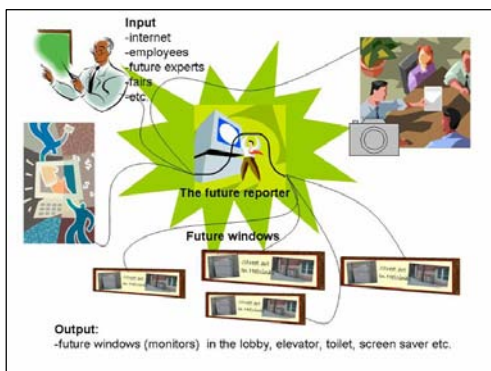 Input
-internet
-employees
-future experts
-fairs
-etc
The future reporter
Future windows
Output:
-future windows (monitors) in the lobby, elevator, toilet, screen saver etc.